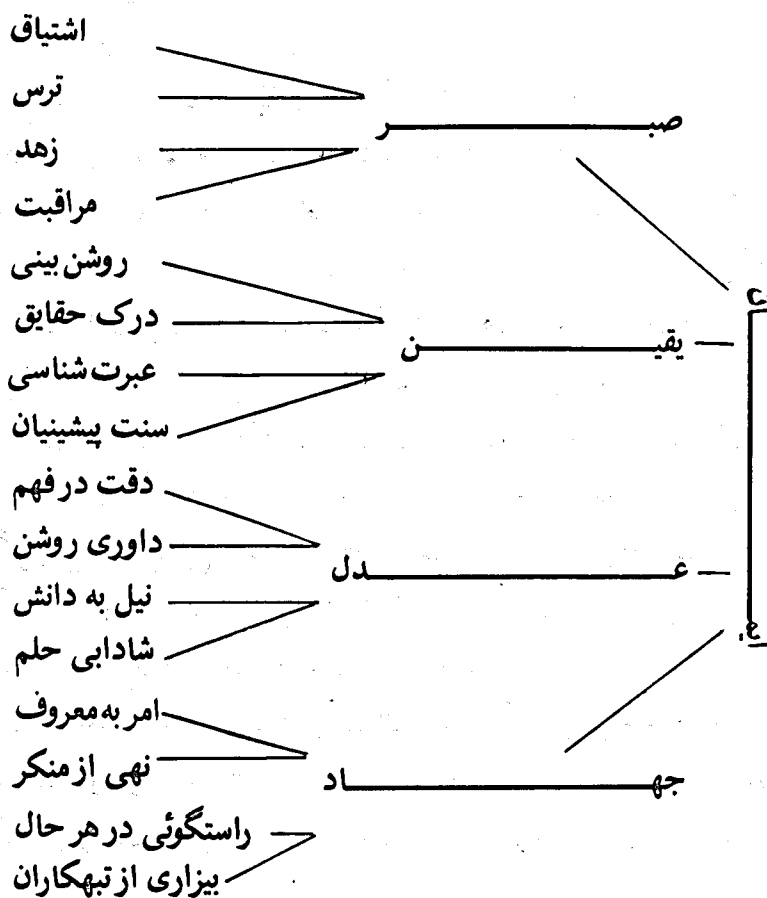 صبر
اشتیاق
ترس
زهد
مراقبت
یقین
روشن بینی
درک حقایق
عبرت شناسی
سنت پیشینیان
عدل
دقت در فهم
داوری روشن
نیل به دانش
شادابی حلم
جهاد
امر به معروف
نهی از منکر
راستگوئی در هر حال
بیزاری از تبهکاران